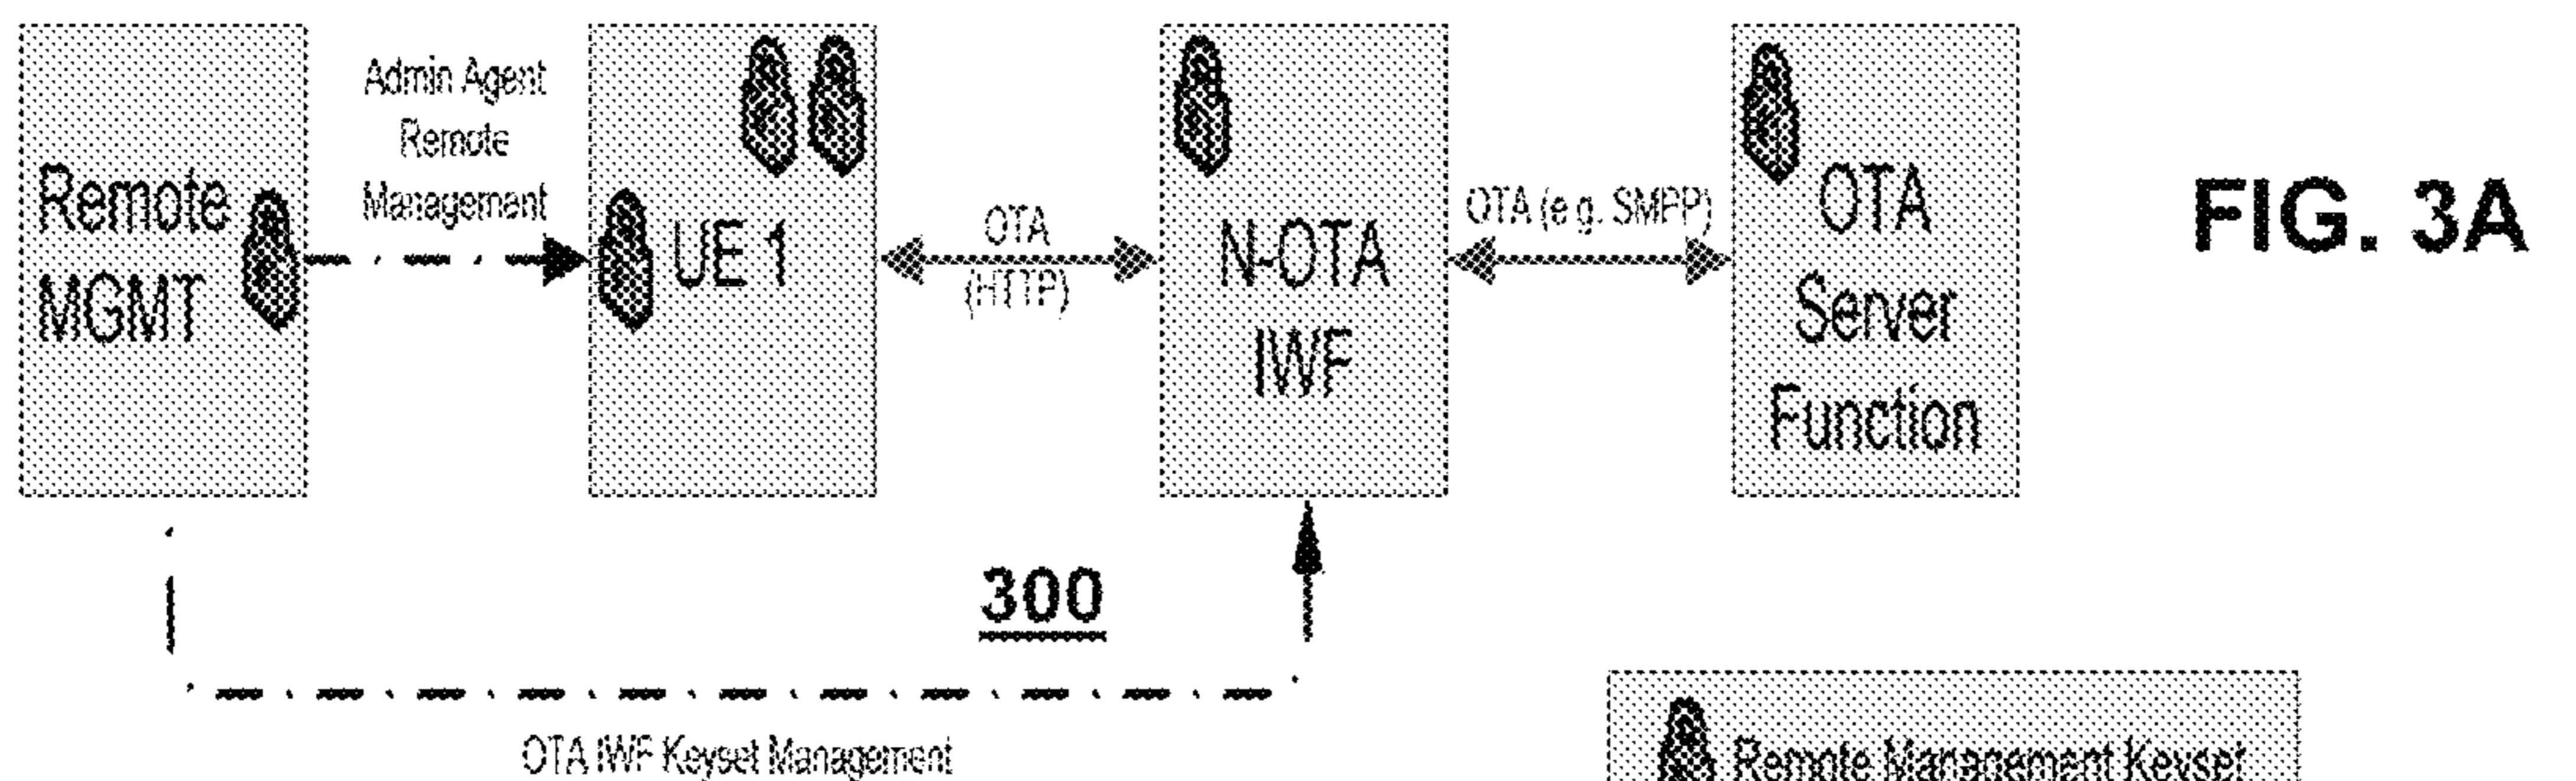 Admin Agent
Remote
Management
Remote
MGMT
UE 1
OTA
(HTTP)
N-OTA
IWF
OTA (e.g. SMPP)
OTA
Server
Function
FIG. 3A
300
OTA IWF Keyset Management
Remote Management Keyset